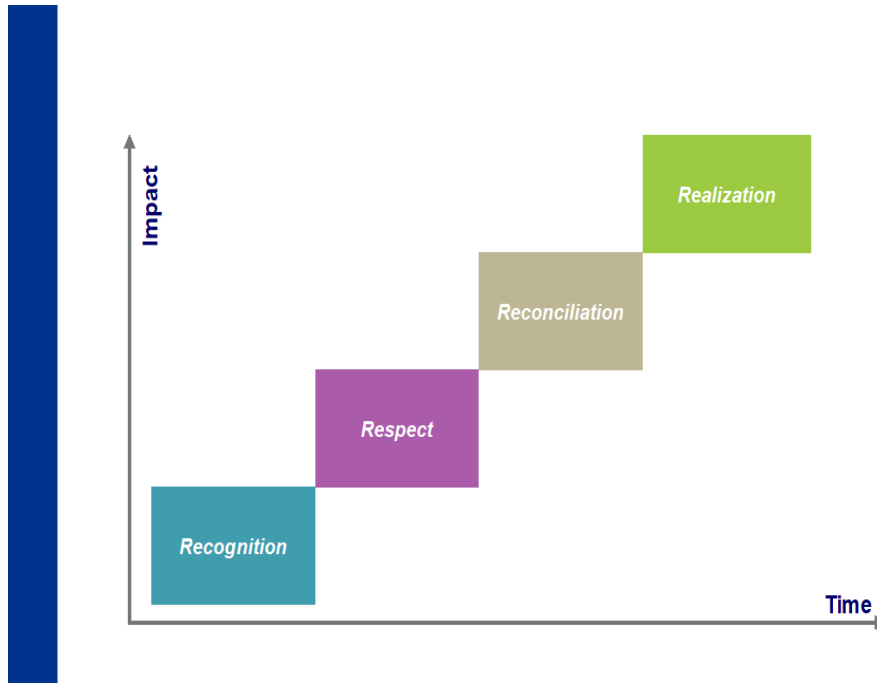 Impact
Realization
Reconciliation
Respect
Recognition
Time